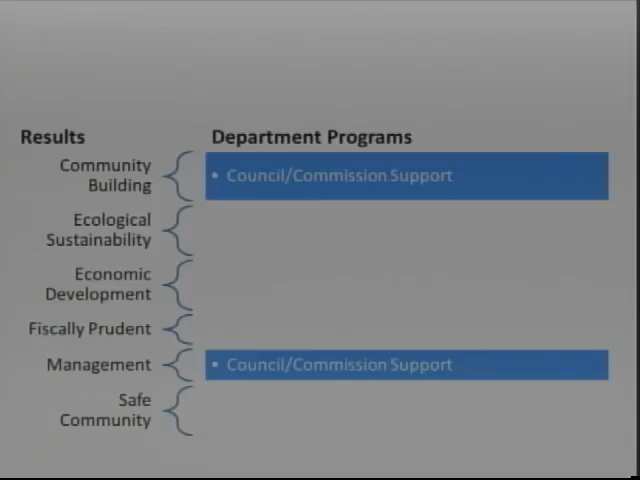 Results
Department Programs
Community
Building
• Council/Commission Support
Ecological
Sustainability
Economic
Development
Fiscally Prudent
Management
• Council/Commission Support
Safe
Community